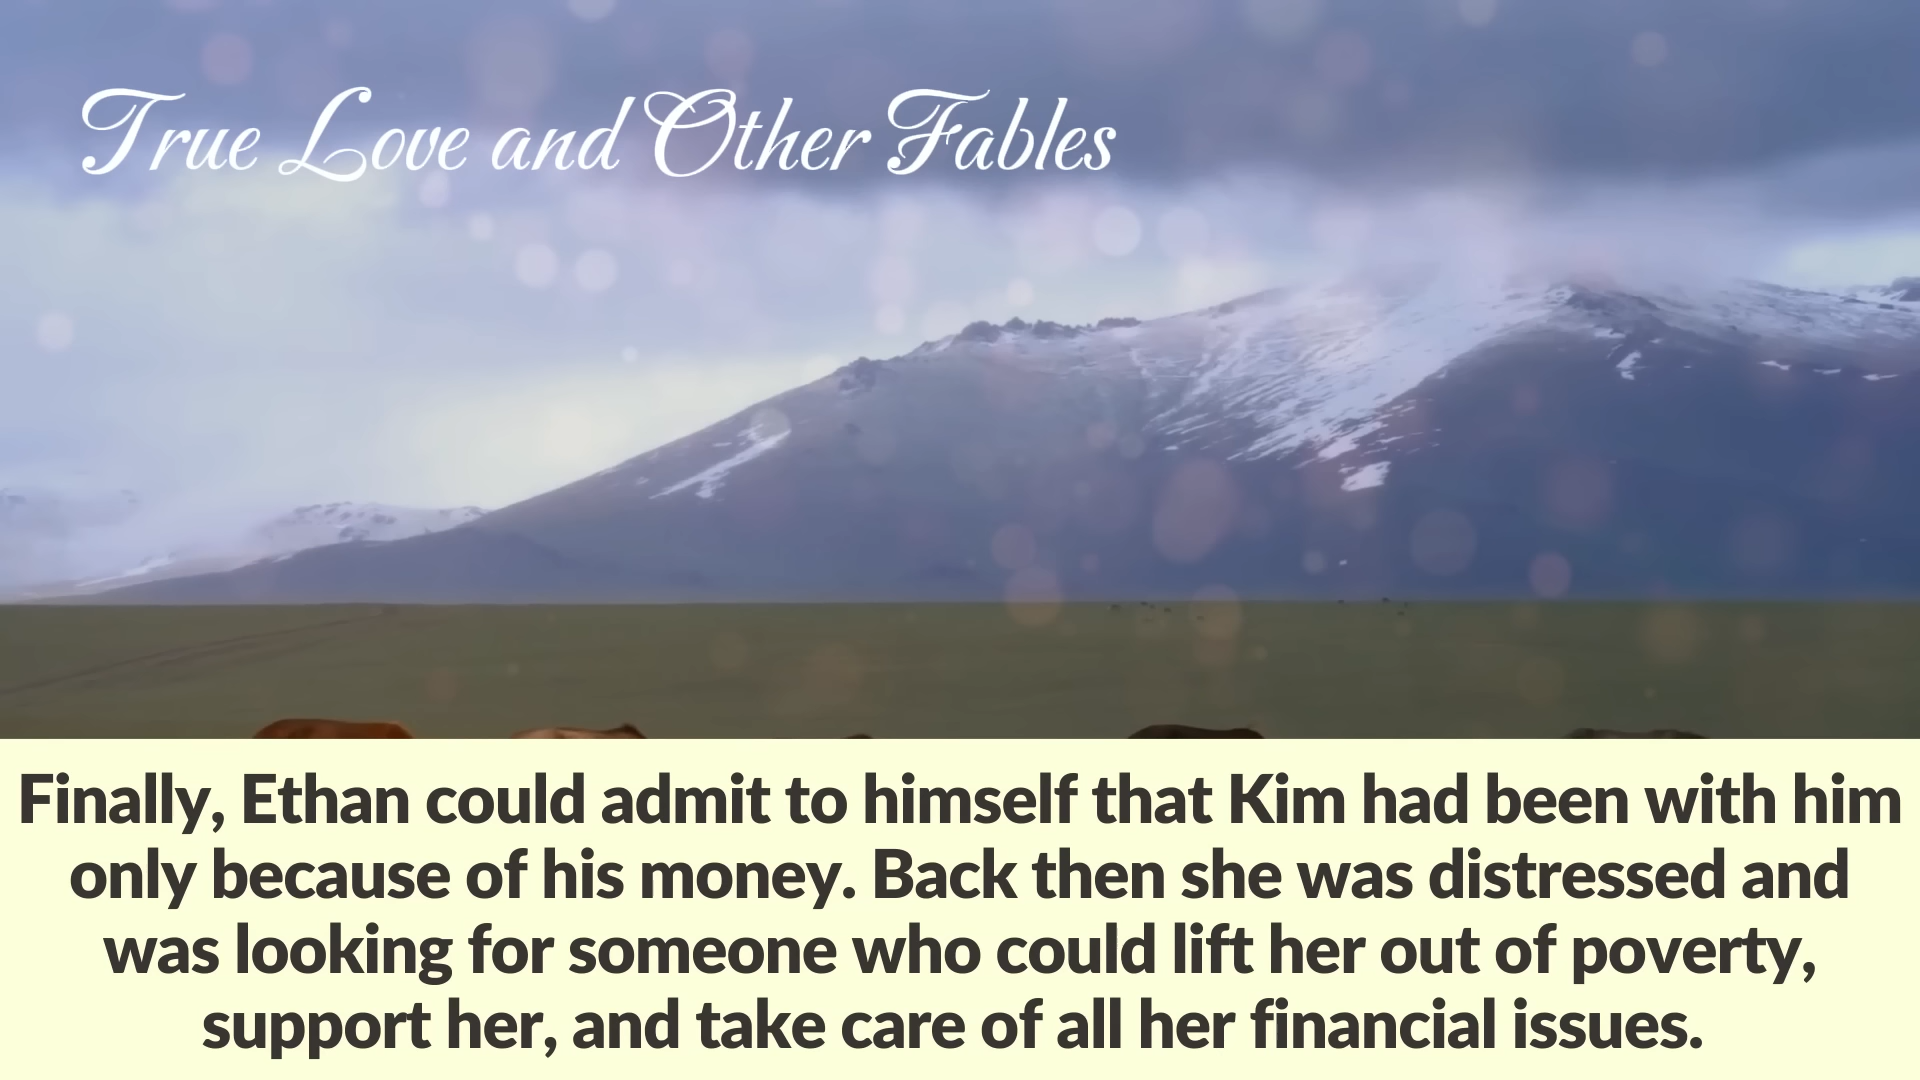 True Love and Other Fables
Finally, Ethan could admit to himself that Kim had been with him
only because of his money. Back then she was distressed and
was looking for someone who could lift her out of poverty,
support her, and take care of all her financial issues.